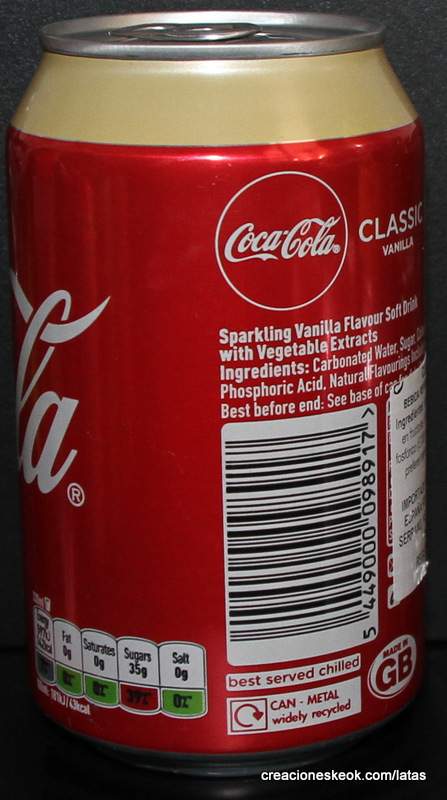 Coca-Cola®
CLASSIC
VANILLA
la®
Sparkling Vanilla Flavour Soft Drink
with Vegetable Extracts
Ingredients: Carbonated Water, Sugar,
Phosphoric Acid, Natural Flavourings
Best before end: See base of
5 449000 098917 >
Fat
0g
0%
Saturates
0g
0%
Sugars
35g
39%
Salt
0g
0%
best served chilled
MADE IN
GB
CAN - METAL
widely recycled
creacioneskeok.com/latas